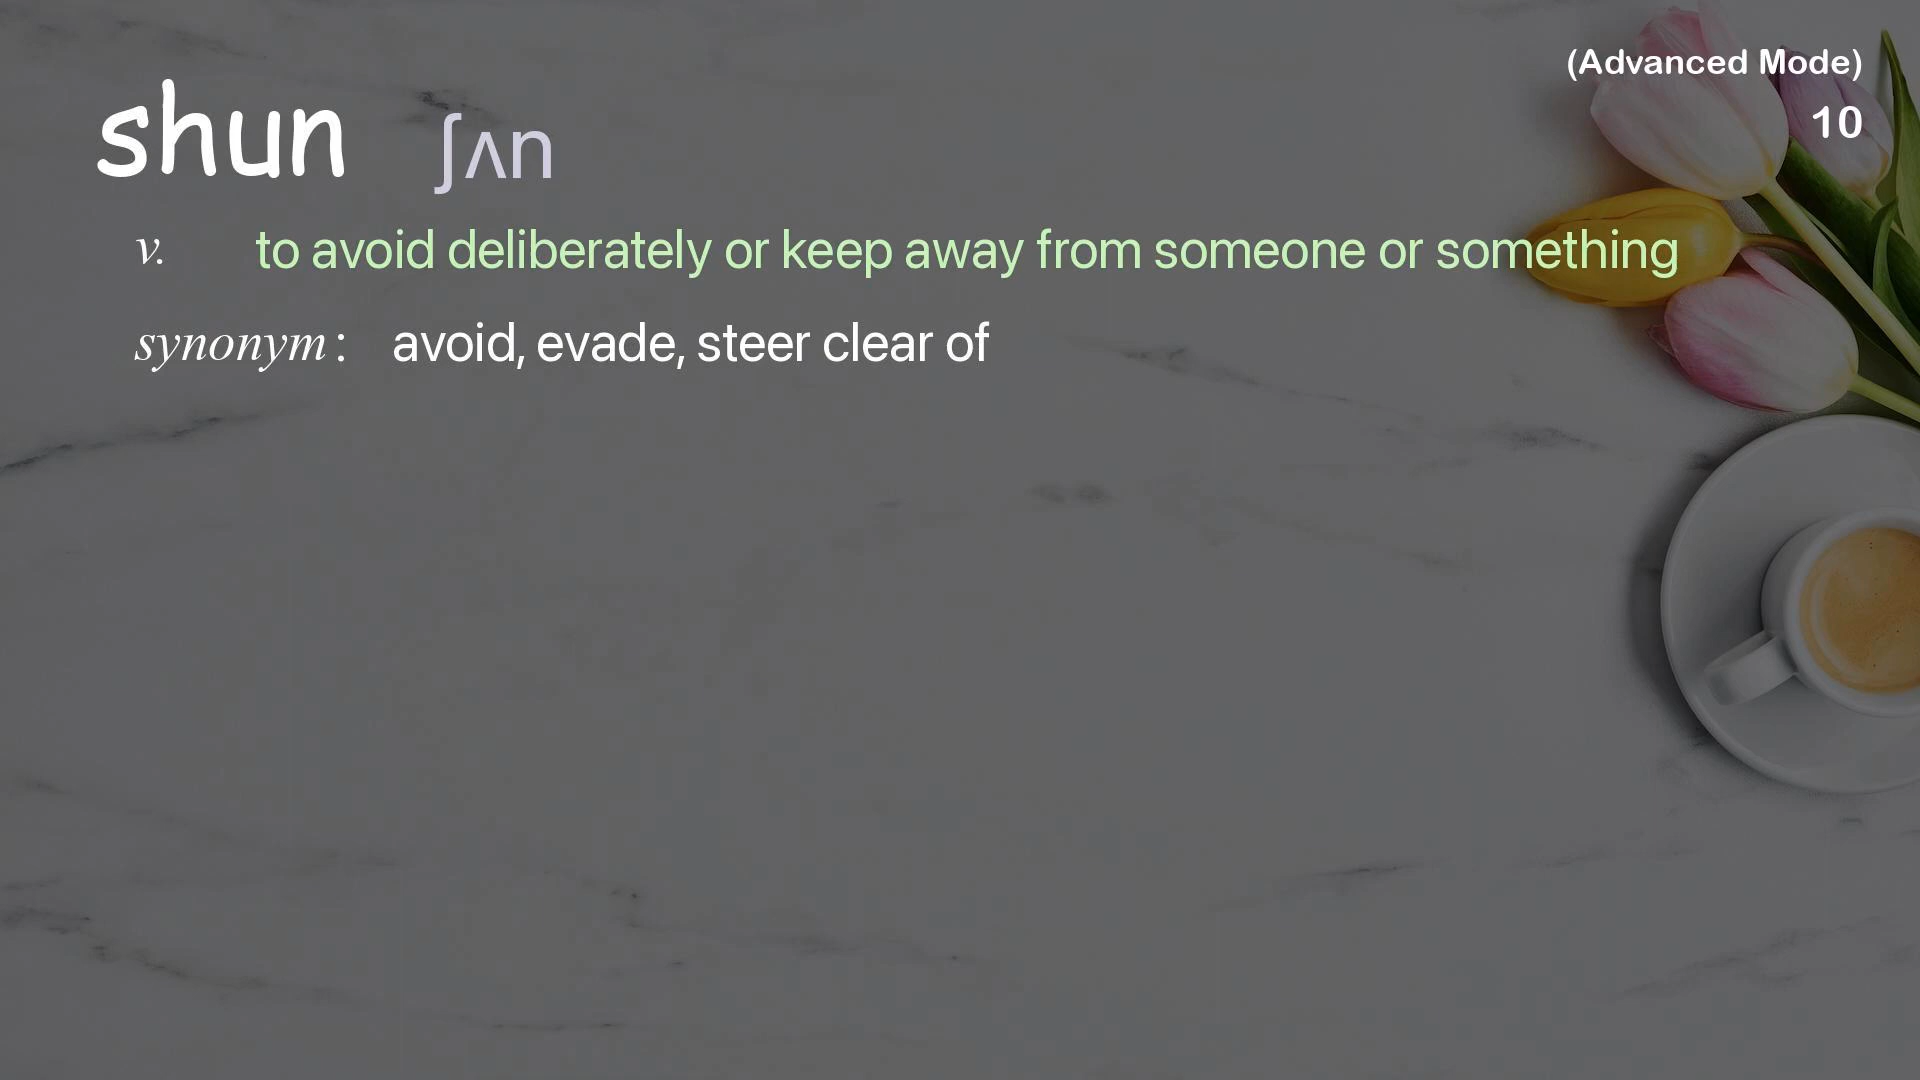 (Advanced Mode)
10
shun ʃʌn
v. to avoid deliberately or keep away from someone or something
synonym: avoid, evade, steer clear of